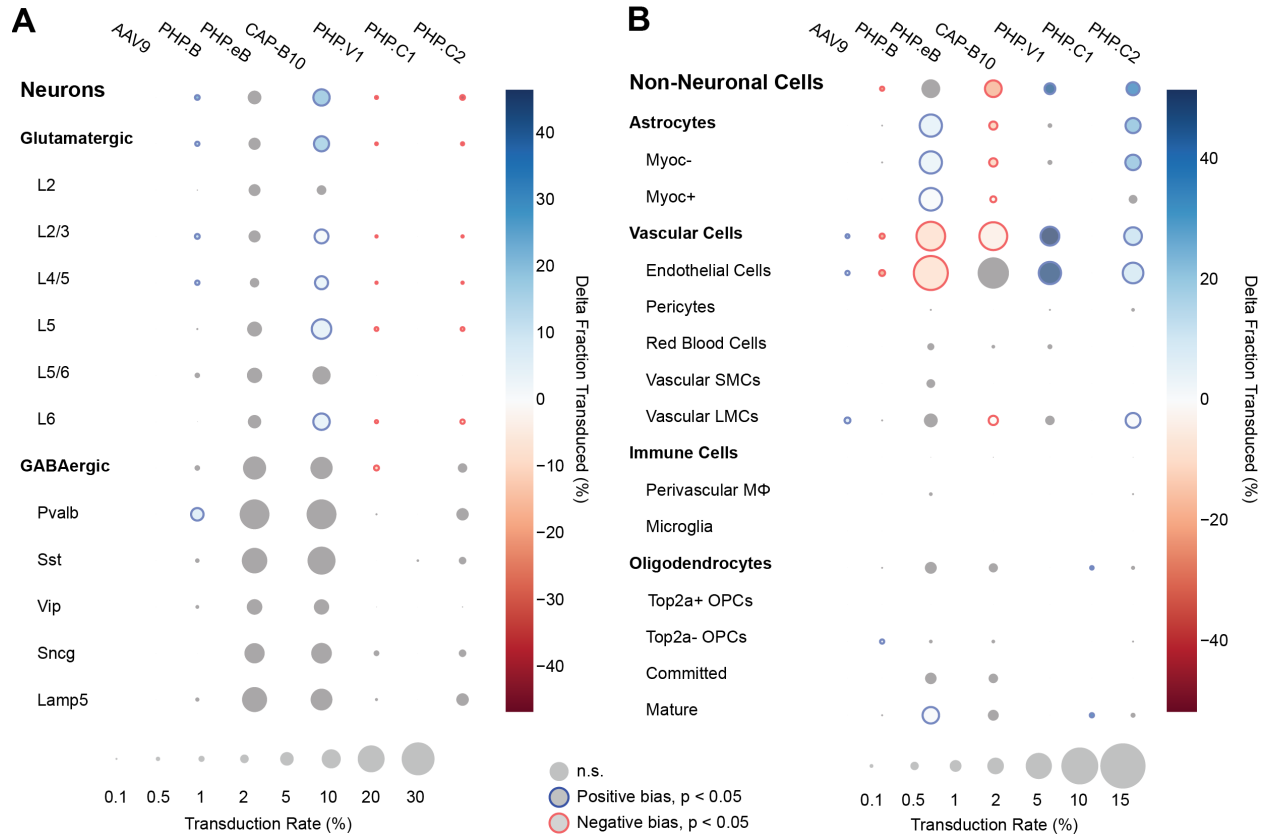 A
AAV9
PHP.B
PHP.eB
CAP-B10
PHP.V1
PHP.C1
PHP.C2
Neurons
Glutamatergic
L2
L2/3
L4/5
L5
L5/6
L6
GABAergic
Pvalb
Sst
Vip
Sncg
Lamp5
40
30
20
10
0
−10
−20
−30
−40
Delta Fraction Transduced (%)
0.1 0.5 1 2 5 10 20 30
Transduction Rate (%)
n.s.
Positive bias, p < 0.05
Negative bias, p < 0.05
B
AAV9
PHP.B
PHP.eB
CAP-B10
PHP.V1
PHP.C1
PHP.C2
Non-Neuronal Cells
Astrocytes
Myoc-
Myoc+
Vascular Cells
Endothelial Cells
Pericytes
Red Blood Cells
Vascular SMCs
Vascular LMCs
Immune Cells
Perivascular MΦ
Microglia
Oligodendrocytes
Top2a+ OPCs
Top2a- OPCs
Committed
Mature
40
20
0
−20
−40
Delta Fraction Transduced (%)
0.1 0.5 1 2 5 10 15
Transduction Rate (%)